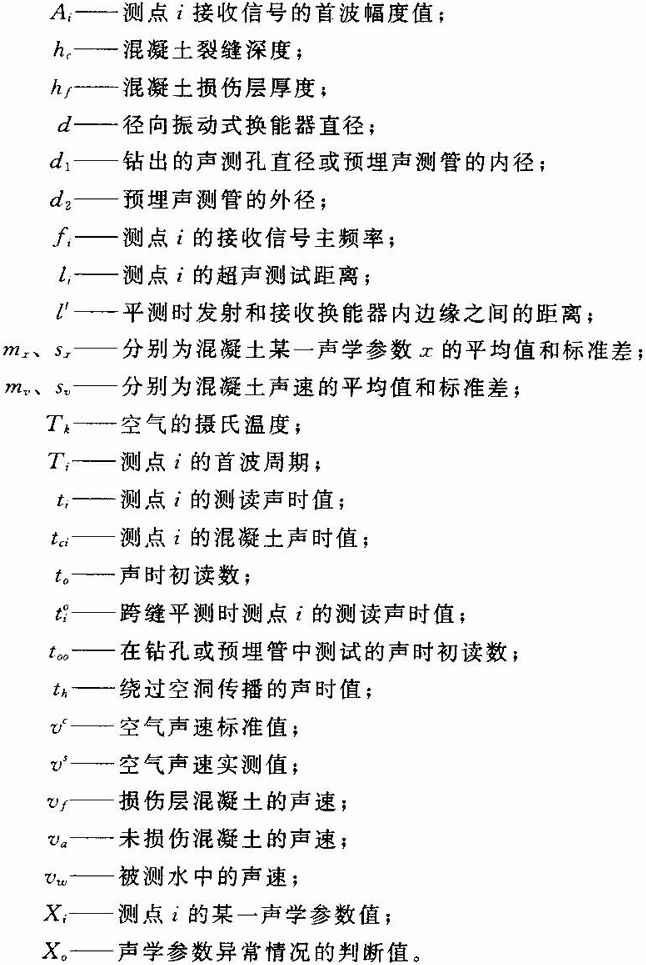 Aᵢ——测点 i 接收信号的首波幅度值；
h_c——混凝土裂缝深度；
h_f——混凝土损伤层厚度；
d——径向振动式换能器直径；
d₁——钻出的声测孔直径或预埋声测管的内径；
d₂——预埋声测管的外径；
fᵢ——测点 i 的接收信号主频率；
lᵢ——测点 i 的超声测试距离；
l'——平测时发射和接收换能器内边缘之间的距离；
m_x、s_x——分别为混凝土某一声学参数 x 的平均值和标准差；
m_v、s_v——分别为混凝土声速的平均值和标准差；
T_k——空气的摄氏温度；
Tᵢ——测点 i 的首波周期；
tᵢ——测点 i 的测读声时值；
t_ci——测点 i 的混凝土声时值；
t_o——声时初读数；
t_i^o——跨缝平测时测点 i 的测读声时值；
t_oo——在钻孔或预埋管中测试的声时初读数；
t_h——绕过空洞传播的声时值；
v^c——空气声速标准值；
v^s——空气声速实测值；
v_f——损伤层混凝土的声速；
v_a——未损伤混凝土的声速；
v_w——被测水中的声速；
Xᵢ——测点 i 的某一声学参数值；
X_o——声学参数异常情况的判断值。